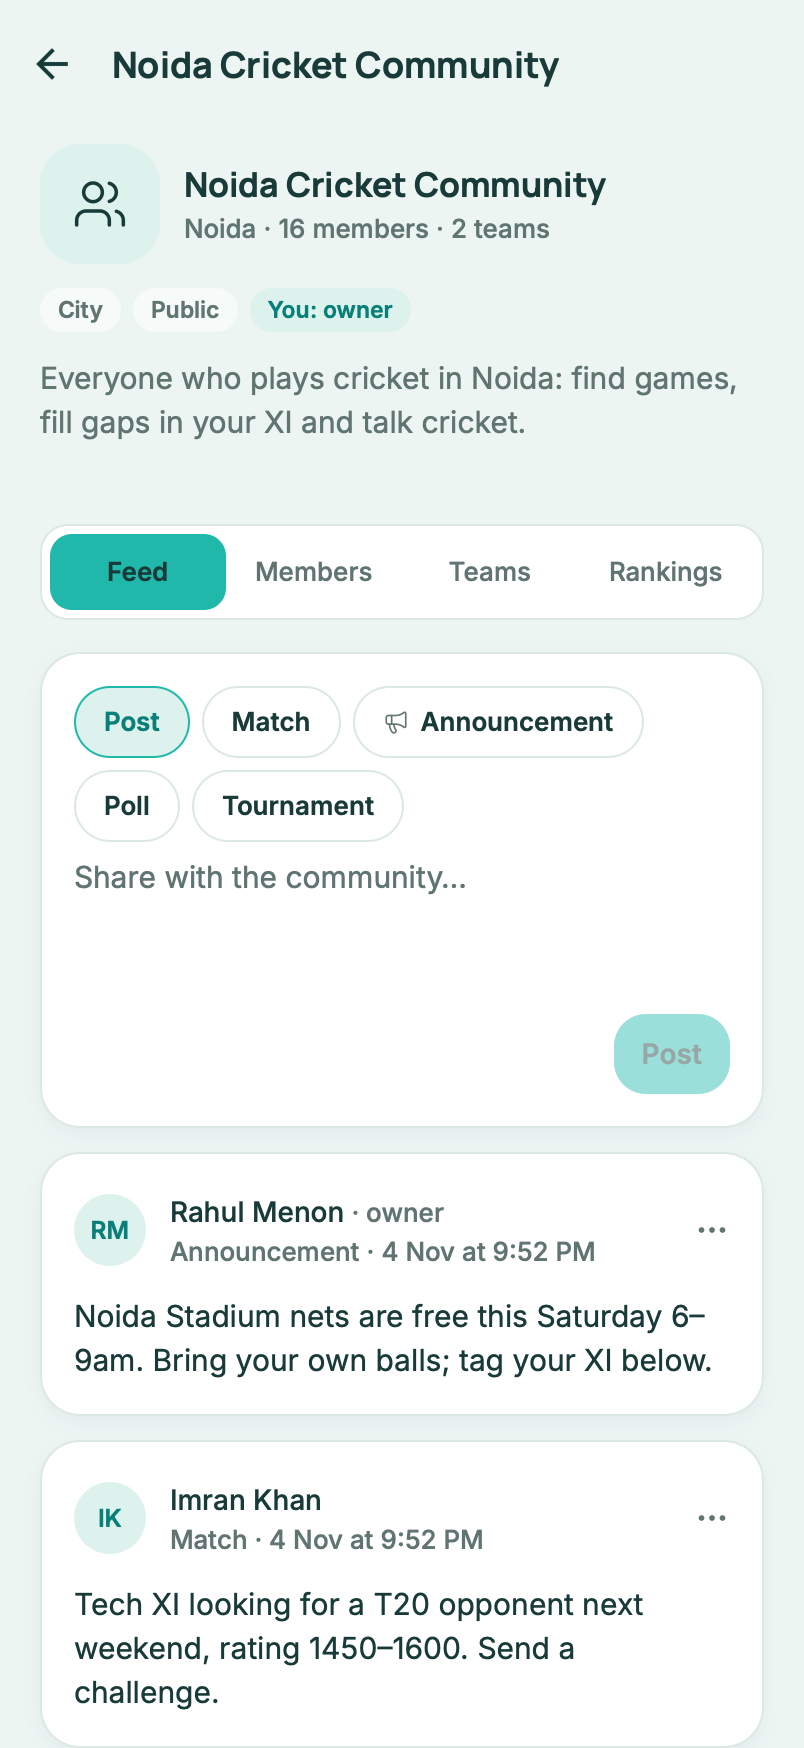 Noida Cricket Community
Noida Cricket Community
Noida · 16 members · 2 teams
City Public You: owner
Everyone who plays cricket in Noida: find games,
fill gaps in your XI and talk cricket.
Feed Members Teams Rankings
Post Match Announcement
Poll Tournament
Share with the community...
Post
RM
Rahul Menon · owner
Announcement · 4 Nov at 9:52 PM
Noida Stadium nets are free this Saturday 6–
9am. Bring your own balls; tag your XI below.
IK
Imran Khan
Match · 4 Nov at 9:52 PM
Tech XI looking for a T20 opponent next
weekend, rating 1450–1600. Send a
challenge.